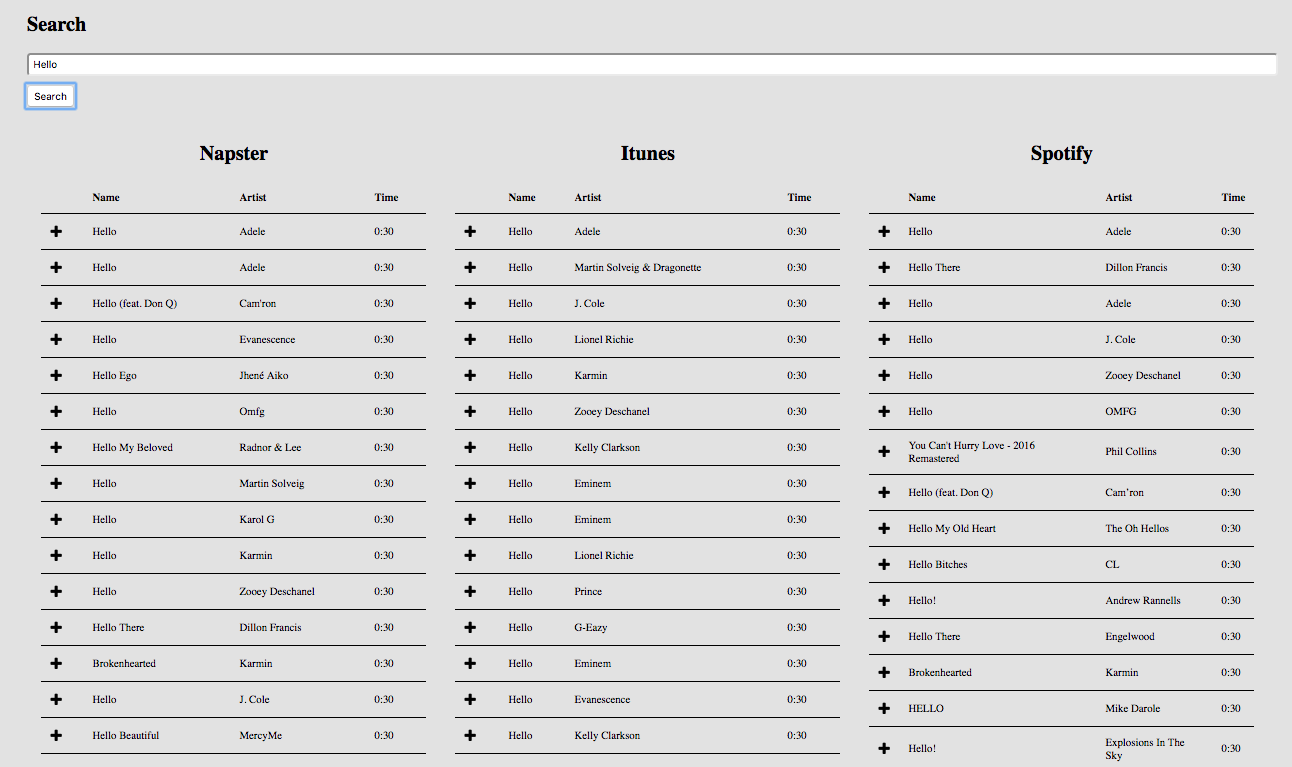 Search
Hello
Search
Napster
Name Artist Time
Hello Adele 0:30
Hello Adele 0:30
Hello (feat. Don Q) Cam'ron 0:30
Hello Evanescence 0:30
Hello Ego Jhené Aiko 0:30
Hello Omfg 0:30
Hello My Beloved Radnor & Lee 0:30
Hello Martin Solveig 0:30
Hello Karol G 0:30
Hello Karmin 0:30
Hello Zooey Deschanel 0:30
Hello There Dillon Francis 0:30
Brokenhearted Karmin 0:30
Hello J. Cole 0:30
Hello Beautiful MercyMe 0:30
Itunes
Name Artist Time
Hello Adele 0:30
Hello Martin Solveig & Dragonette 0:30
Hello J. Cole 0:30
Hello Lionel Richie 0:30
Hello Karmin 0:30
Hello Zooey Deschanel 0:30
Hello Kelly Clarkson 0:30
Hello Eminem 0:30
Hello Eminem 0:30
Hello Lionel Richie 0:30
Hello Prince 0:30
Hello G-Eazy 0:30
Hello Eminem 0:30
Hello Evanescence 0:30
Hello Kelly Clarkson 0:30
Spotify
Name Artist Time
Hello Adele 0:30
Hello There Dillon Francis 0:30
Hello Adele 0:30
Hello J. Cole 0:30
Hello Zooey Deschanel 0:30
Hello OMFG 0:30
You Can't Hurry Love - 2016
Remastered Phil Collins 0:30
Hello (feat. Don Q) Cam’ron 0:30
Hello My Old Heart The Oh Hellos 0:30
Hello Bitches CL 0:30
Hello! Andrew Rannells 0:30
Hello There Engelwood 0:30
Brokenhearted Karmin 0:30
HELLO Mike Darole 0:30
Hello! Explosions In The
Sky 0:30